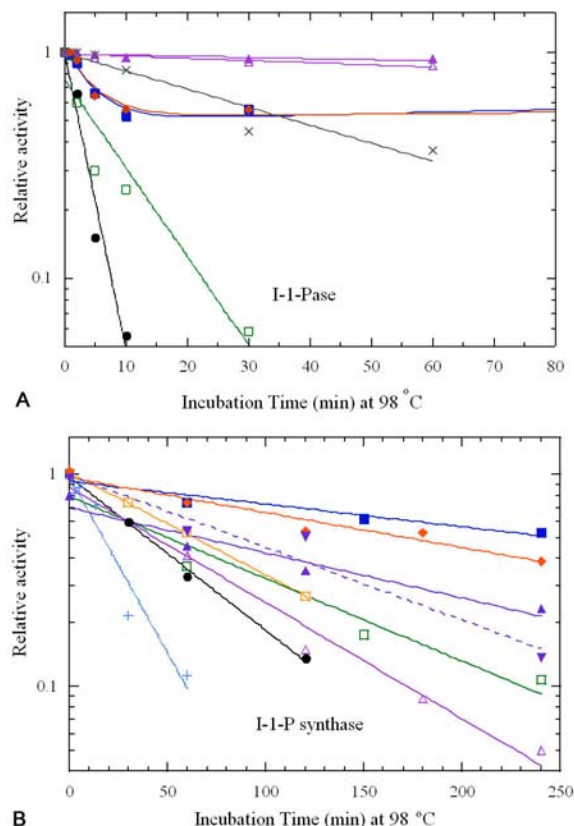 1
Relative activity
0.1
I-1-Pase
0 10 20 30 40 50 60 70 80
A Incubation Time (min) at 98 °C
1
Relative activity
0.1
I-1-P synthase
0 50 100 150 200 250
B Incubation Time (min) at 98 °C